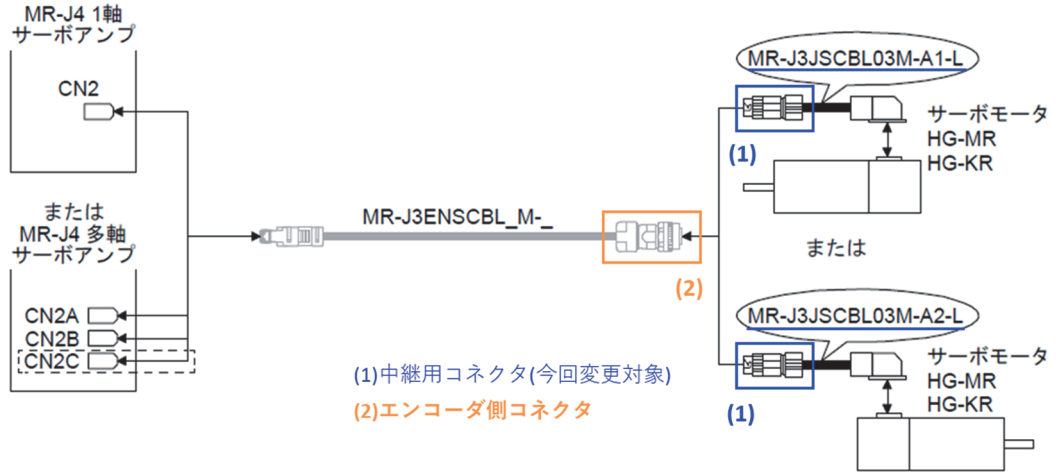 MR-J4 1軸
サーボアンプ
CN2
または
MR-J4 多軸
サーボアンプ
CN2A
CN2B
CN2C
MR-J3ENSCBL_M-_
(2)
MR-J3JSCBL03M-A1-L
(1)
サーボモータ
HG-MR
HG-KR
または
MR-J3JSCBL03M-A2-L
(1)
サーボモータ
HG-MR
HG-KR
(1)中継用コネクタ(今回変更対象)
(2)エンコーダ側コネクタ